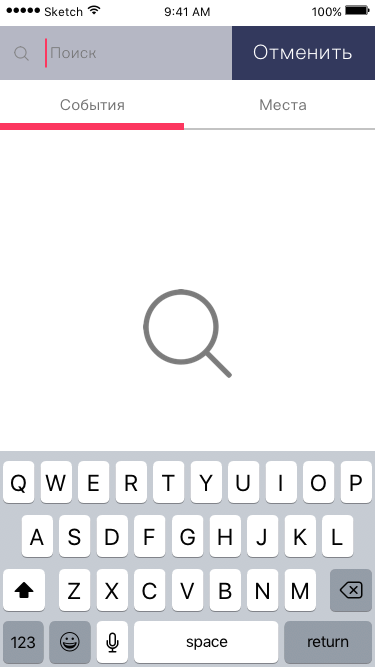 Sketch 9:41 AM 100%
Поиск Отменить
События Места
Q W E R T Y U I O P
A S D F G H J K L
Z X C V B N M
123 space return